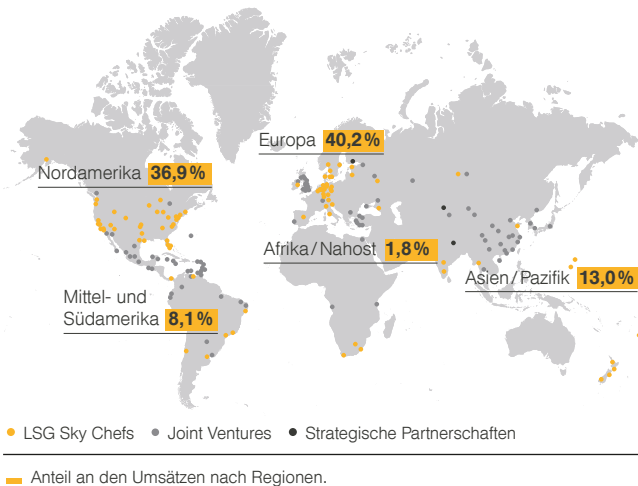 Europa 40,2 %
Nordamerika 36,9 %
Afrika / Nahost 1,8 %
Asien / Pazifik 13,0 %
Mittel- und
Südamerika 8,1 %
LSG Sky Chefs Joint Ventures Strategische Partnerschaften
Anteil an den Umsätzen nach Regionen.